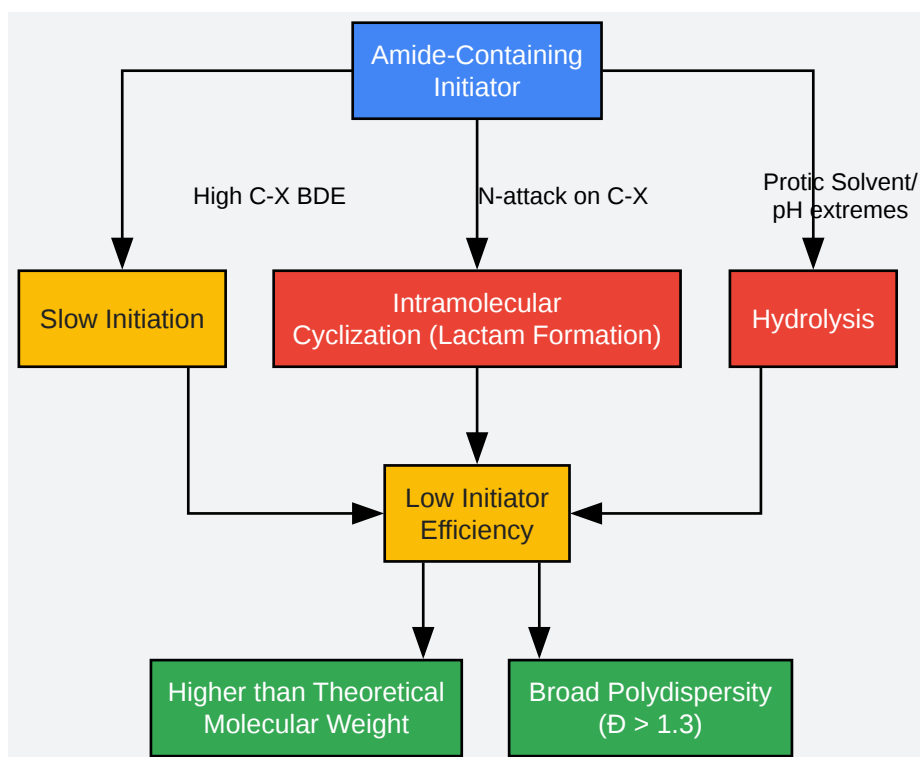 Amide-Containing
Initiator
High C-X BDE
N-attack on C-X
Protic Solvent/
pH extremes
Slow Initiation
Intramolecular
Cyclization (Lactam Formation)
Hydrolysis
Low Initiator
Efficiency
Higher than Theoretical
Molecular Weight
Broad Polydispersity
(Đ > 1.3)